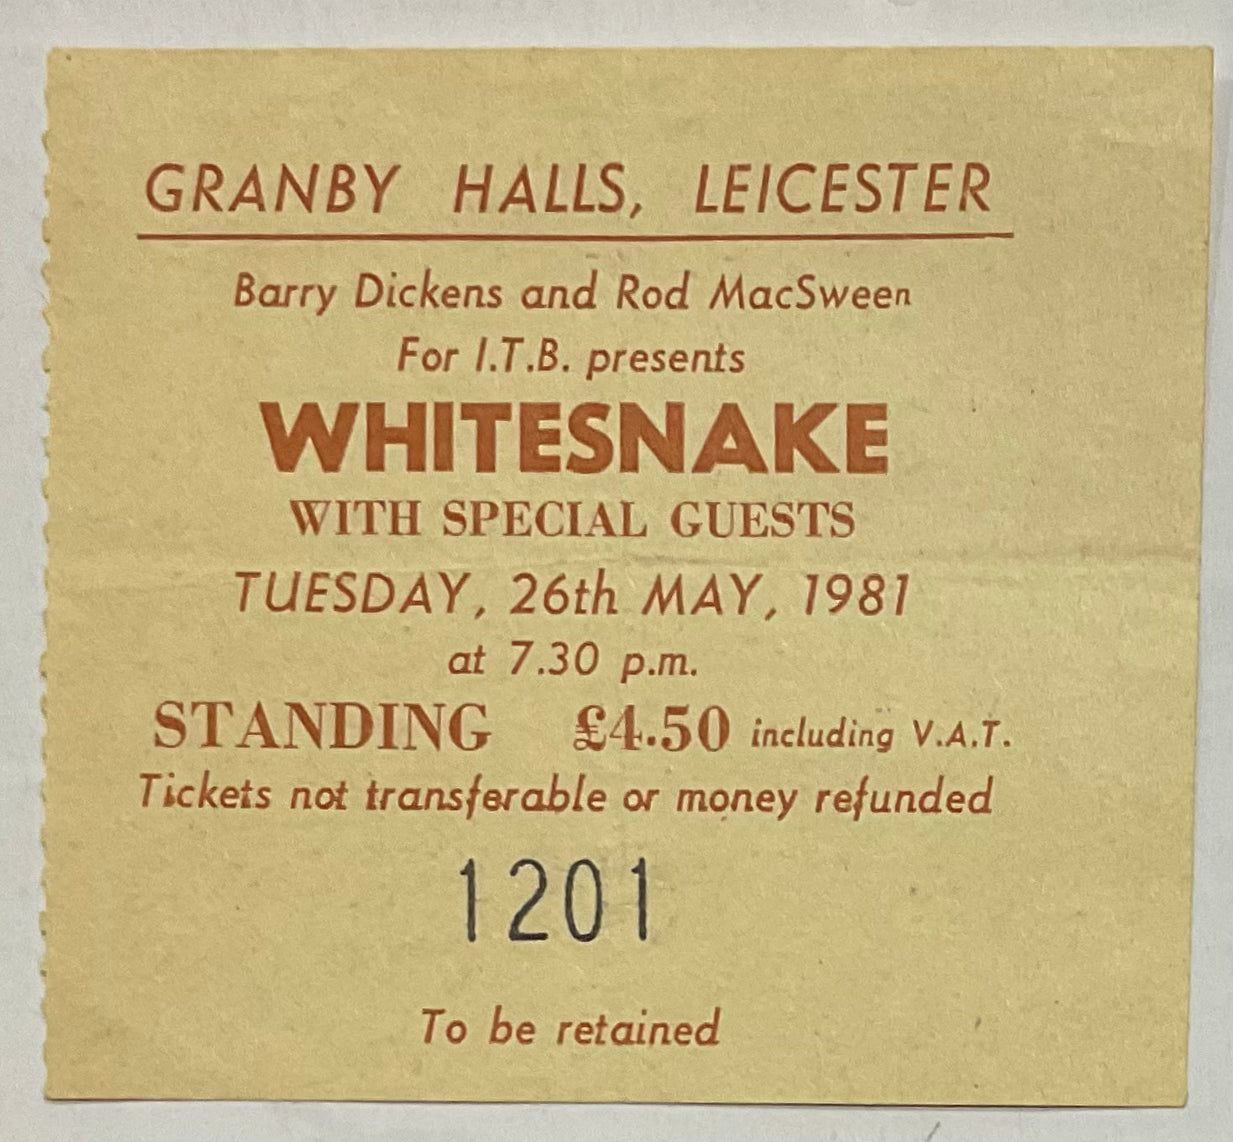 GRANBY HALLS, LEICESTER
Barry Dickens and Rod MacSween
For I.T.B. presents
WHITESNAKE
WITH SPECIAL GUESTS
TUESDAY, 26th MAY, 1981
at 7.30 p.m.
STANDING £4.50 including V.A.T.
Tickets not transferable or money refunded
1201
To be retained